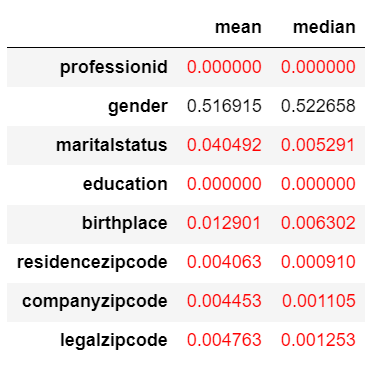 mean median
professionid 0.000000 0.000000
gender 0.516915 0.522658
maritalstatus 0.040492 0.005291
education 0.000000 0.000000
birthplace 0.012901 0.006302
residencezipcode 0.004063 0.000910
companyzipcode 0.004453 0.001105
legalzipcode 0.004763 0.001253